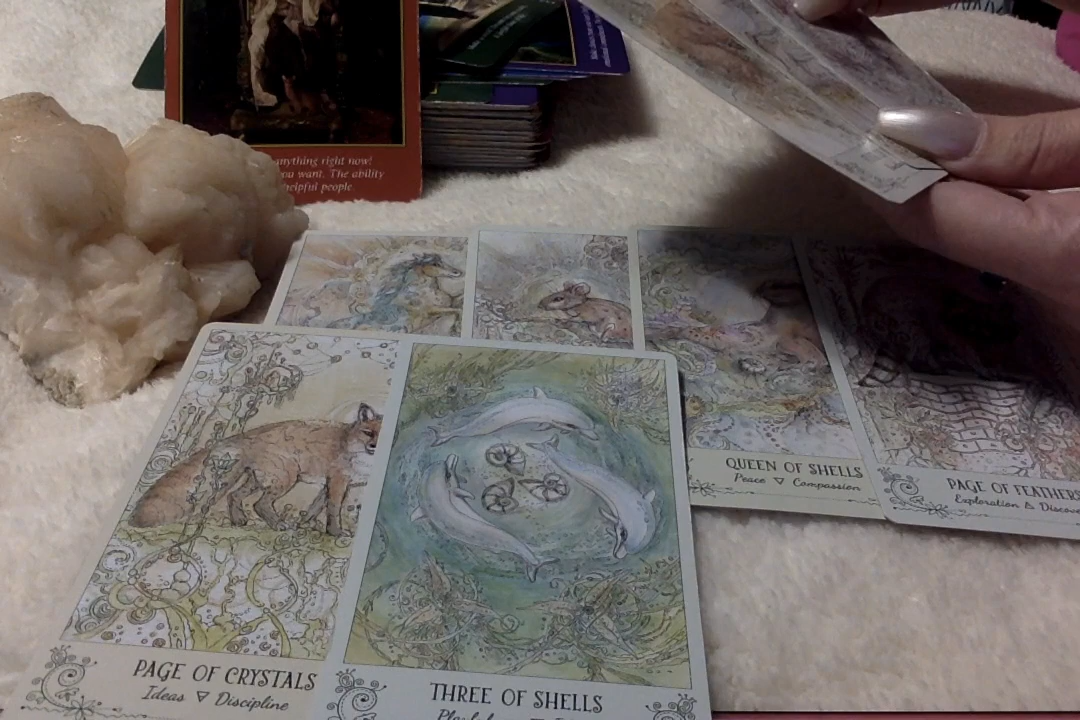 anything right now!
you want. The ability
helpful people.
QUEEN OF SHELLS
Peace ▽ Compassion
PAGE OF FEATHERS
Exploration △
PAGE OF CRYSTALS
Ideas ▽ Discipline
THREE OF SHELLS